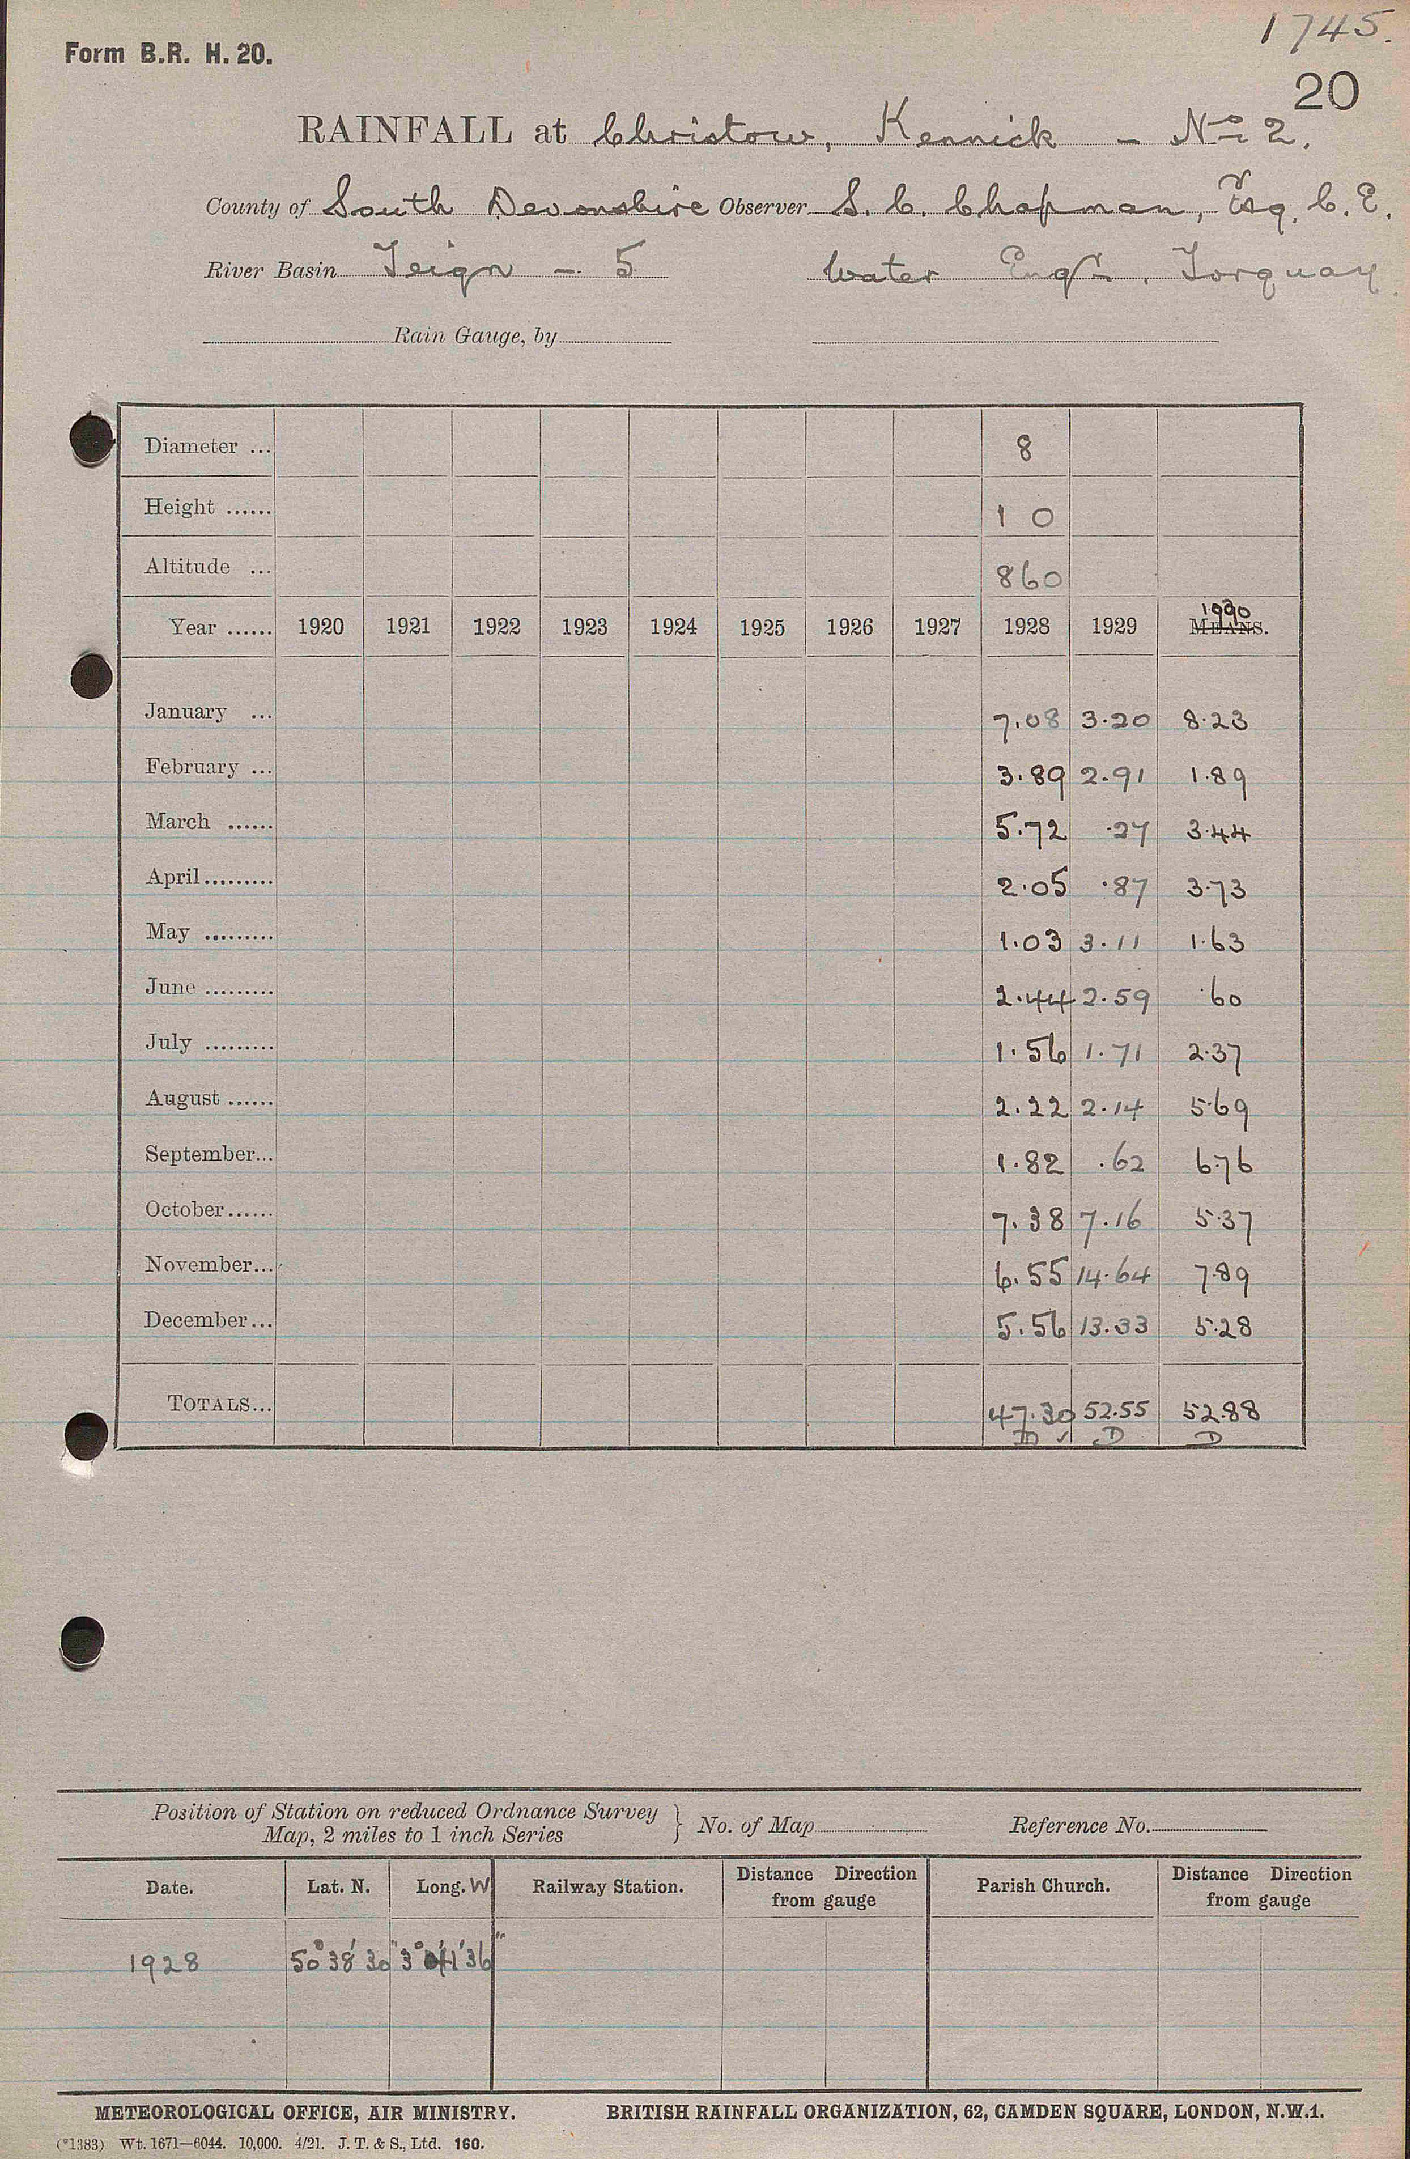 1745.
Form B.R. H. 20.
20
RAINFALL at Christow, Kennick - No 2.
County of South Devonshire Observer S. C. Chapman, Esq. C. E.
River Basin Teign - 5 Water Engr. Torquay
Rain Gauge, by
Diameter ... 8
Height ...... 1 0
Altitude ... 860
Year ...... 1920 1921 1922 1923 1924 1925 1926 1927 1928 1929 1930 MEANS.
January ... 7.08 3.20 8.23
February ... 3.89 2.91 1.89
March ...... 5.72 .27 3.44
April ......... 2.05 .87 3.73
May ......... 1.03 3.11 1.63
June ......... 2.44 2.59 .60
July ......... 1.56 1.71 2.37
August ...... 2.22 2.14 5.69
September... 1.82 .62 6.76
October ...... 7.38 7.16 5.37
November... 6.55 14.64 7.89
December... 5.56 13.33 5.28
TOTALS... 47.30 52.55 52.88
D ✓ D D
Position of Station on reduced Ordnance Survey
Map, 2 miles to 1 inch Series } No. of Map Reference No.
Date. Lat. N. Long. W Railway Station. Distance Direction from gauge Parish Church. Distance Direction from gauge
1928 50° 38' 30" 3° 41' 36"
METEOROLOGICAL OFFICE, AIR MINISTRY. BRITISH RAINFALL ORGANIZATION, 62, CAMDEN SQUARE, LONDON, N.W.1.
(*1383) Wt. 1671—6044. 10,000. 4/21. J. T. & S., Ltd. 160.